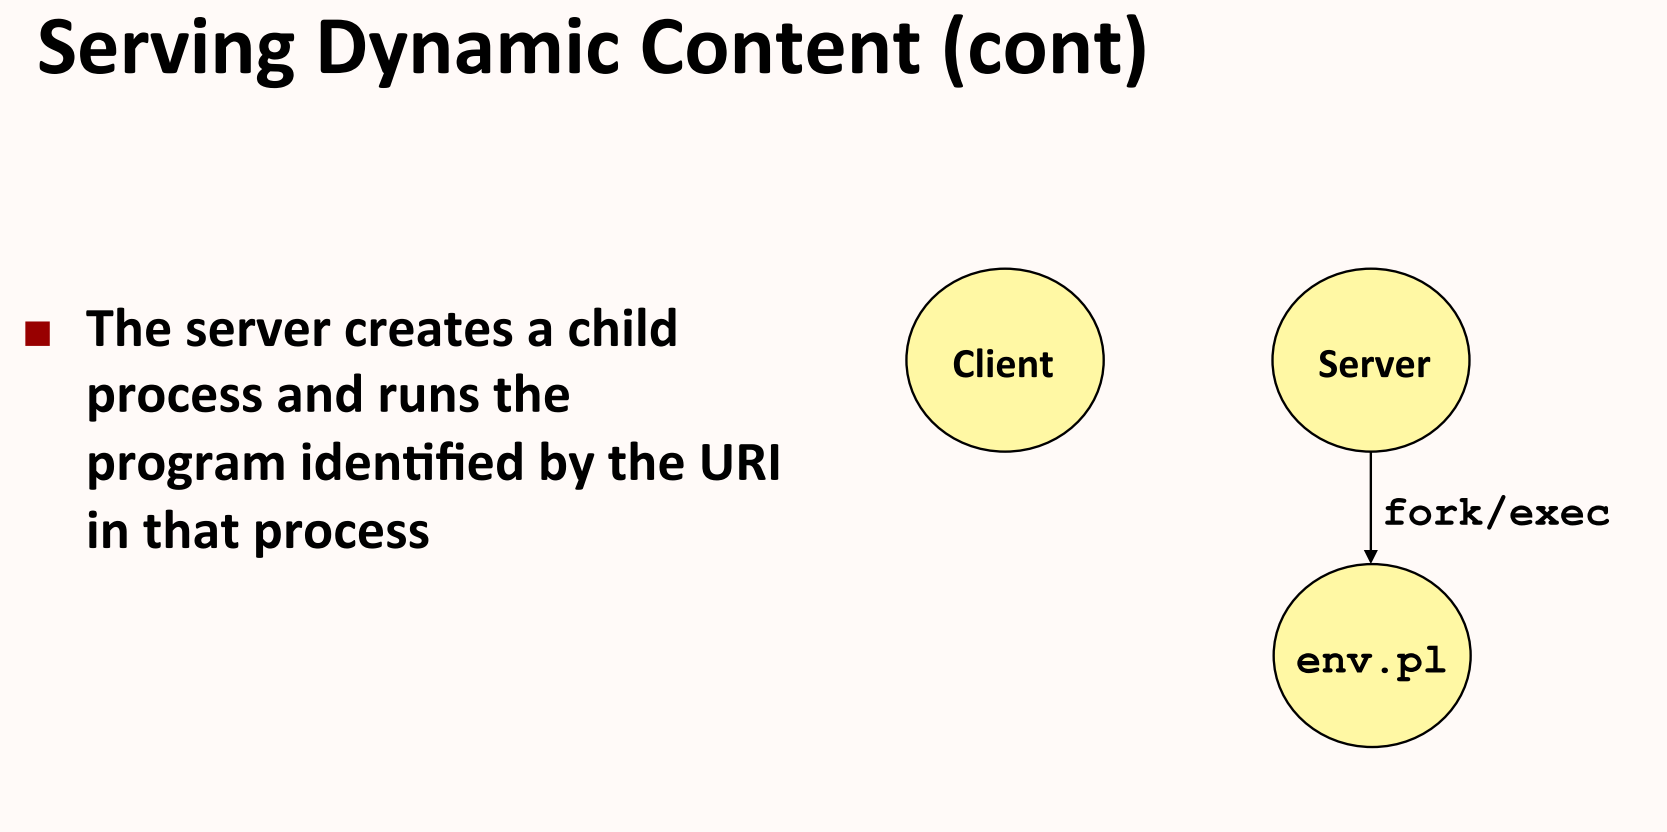 Serving Dynamic Content (cont)
The server creates a child
process and runs the
program identified by the URI
in that process
Client
Server
fork/exec
env.pl